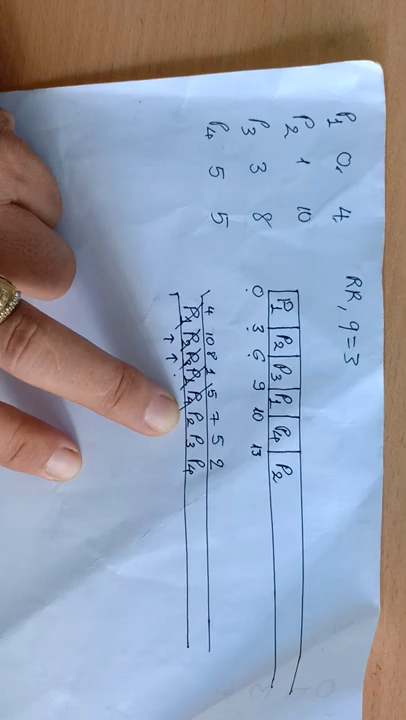 RR, q=3
P1 0, 4
P2 1 10
P3 3 8
P4 5 5
P1 P2 P3 P1 P4 P2
0 3 6 9 10 13
4 10 8 1 5 7 5 2
P1 P2 P3 P1 P4 P2 P3 P4